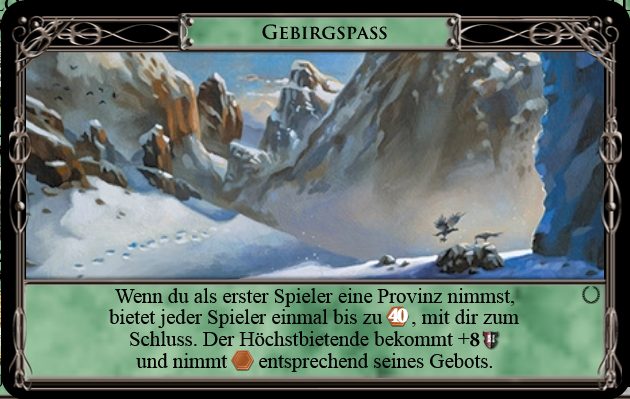 Gebirgspass
Wenn du als erster Spieler eine Provinz nimmst,
bietet jeder Spieler einmal bis zu 40, mit dir zum
Schluss. Der Höchstbietende bekommt +8
und nimmt entsprechend seines Gebots.